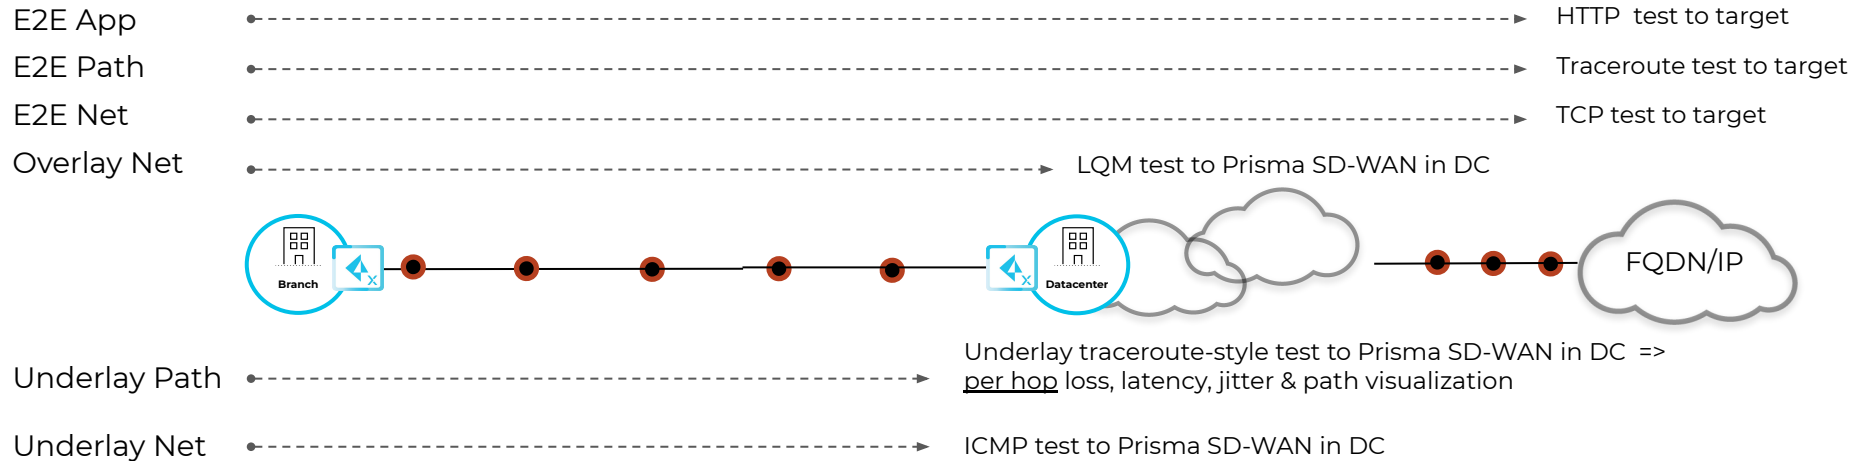 E2E App
HTTP test to target
E2E Path
Traceroute test to target
E2E Net
TCP test to target
Overlay Net
LQM test to Prisma SD-WAN in DC
Branch
X
X
Datacenter
FQDN/IP
Underlay Path
Underlay traceroute-style test to Prisma SD-WAN in DC =>
per hop loss, latency, jitter & path visualization
Underlay Net
ICMP test to Prisma SD-WAN in DC